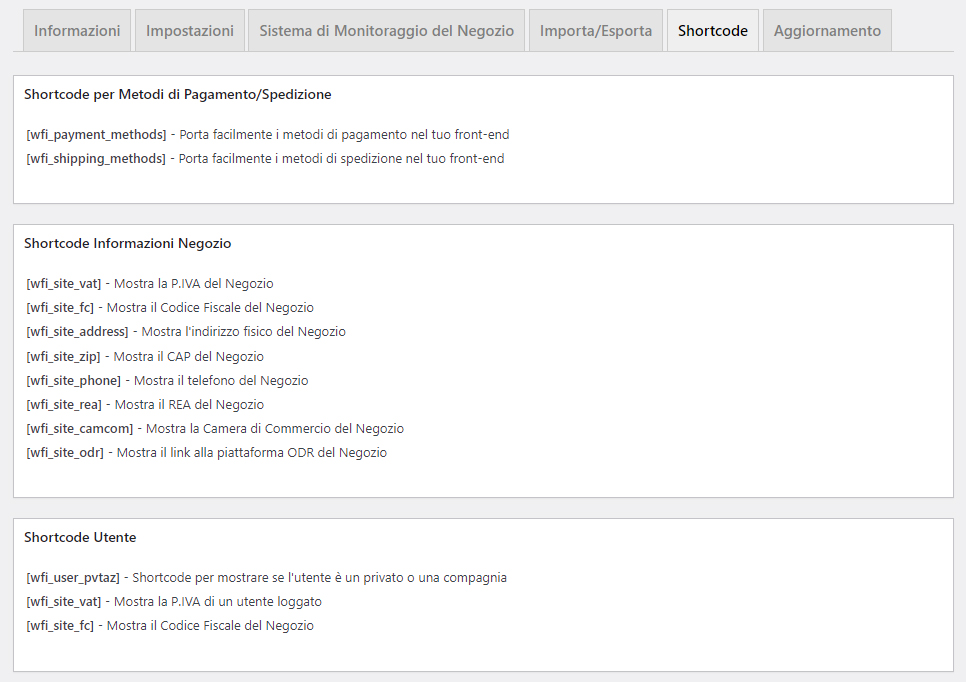 Informazioni
Impostazioni
Sistema di Monitoraggio del Negozio
Importa/Esporta
Shortcode
Aggiornamento
Shortcode per Metodi di Pagamento/Spedizione
[wfi_payment_methods] - Porta facilmente i metodi di pagamento nel tuo front-end
[wfi_shipping_methods] - Porta facilmente i metodi di spedizione nel tuo front-end
Shortcode Informazioni Negozio
[wfi_site_vat] - Mostra la P.IVA del Negozio
[wfi_site_fc] - Mostra il Codice Fiscale del Negozio
[wfi_site_address] - Mostra l'indirizzo fisico del Negozio
[wfi_site_zip] - Mostra il CAP del Negozio
[wfi_site_phone] - Mostra il telefono del Negozio
[wfi_site_rea] - Mostra il REA del Negozio
[wfi_site_camcom] - Mostra la Camera di Commercio del Negozio
[wfi_site_odr] - Mostra il link alla piattaforma ODR del Negozio
Shortcode Utente
[wfi_user_pvtaz] - Shortcode per mostrare se l'utente è un privato o una compagnia
[wfi_site_vat] - Mostra la P.IVA di un utente loggato
[wfi_site_fc] - Mostra il Codice Fiscale del Negozio